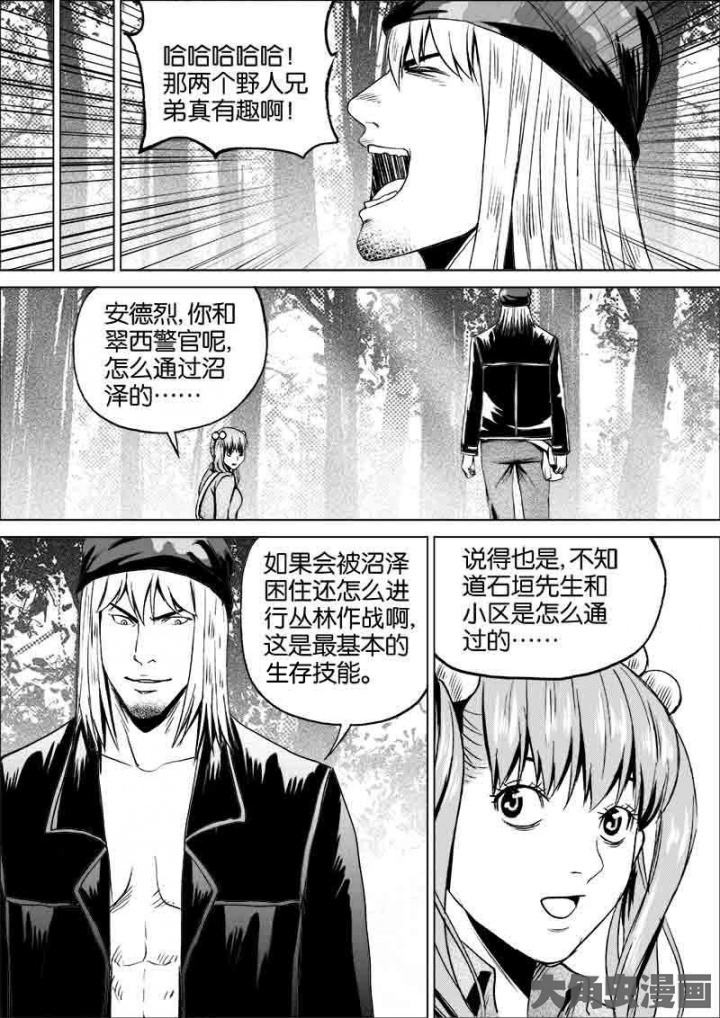 哈哈哈哈哈！
那两个野人兄
弟真有趣啊！
安德烈，你和
翠西警官呢，
怎么通过沼
泽的……
如果会被沼泽
困住还怎么进
行丛林作战啊，
这是最基本的
生存技能。
说得也是，不知
道石垣先生和
小区是怎么通
过的……
大角虫漫画